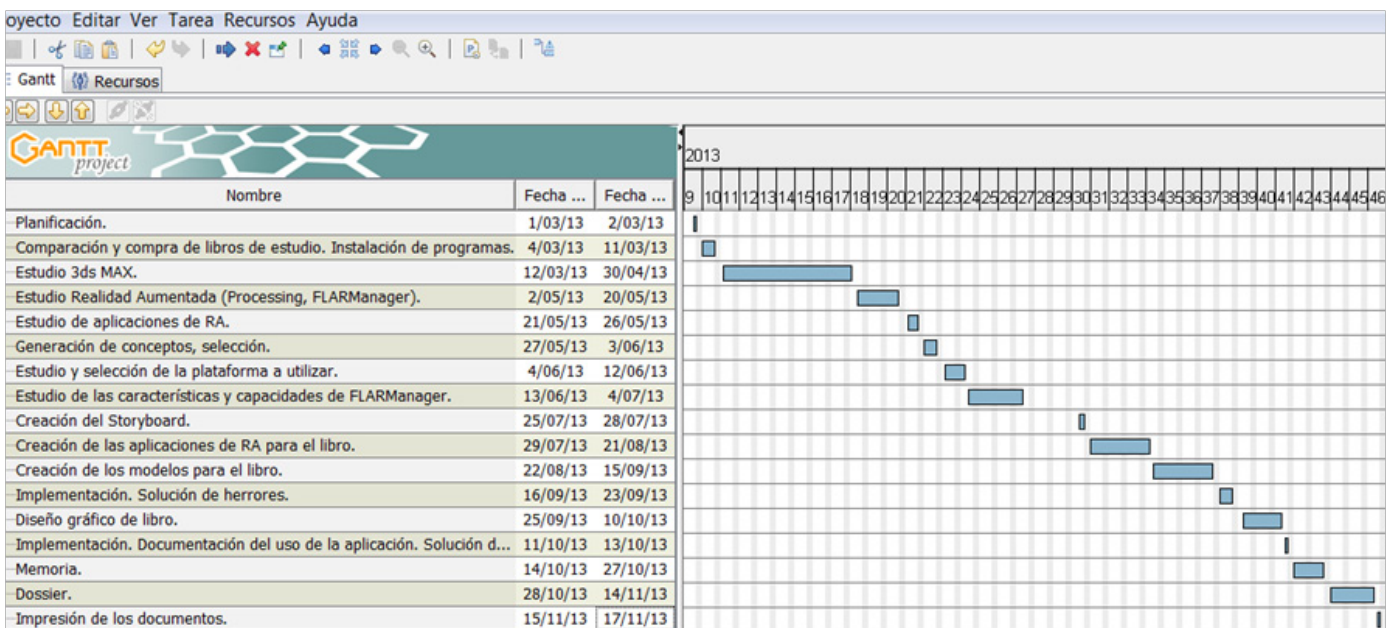 oyecto Editar Ver Tarea Recursos Ayuda
Gantt Recursos
GANTT project
2013
Nombre Fecha ... Fecha ... 9 10 11 12 13 14 15 16 17 18 19 20 21 22 23 24 25 26 27 28 29 30 31 32 33 34 35 36 37 38 39 40 41 42 43 44 45 46
Planificación. 1/03/13 2/03/13
Comparación y compra de libros de estudio. Instalación de programas. 4/03/13 11/03/13
Estudio 3ds MAX. 12/03/13 30/04/13
Estudio Realidad Aumentada (Processing, FLARManager). 2/05/13 20/05/13
Estudio de aplicaciones de RA. 21/05/13 26/05/13
Generación de conceptos, selección. 27/05/13 3/06/13
Estudio y selección de la plataforma a utilizar. 4/06/13 12/06/13
Estudio de las características y capacidades de FLARManager. 13/06/13 4/07/13
Creación del Storyboard. 25/07/13 28/07/13
Creación de las aplicaciones de RA para el libro. 29/07/13 21/08/13
Creación de los modelos para el libro. 22/08/13 15/09/13
Implementación. Solución de herrores. 16/09/13 23/09/13
Diseño gráfico de libro. 25/09/13 10/10/13
Implementación. Documentación del uso de la aplicación. Solución d... 11/10/13 13/10/13
Memoria. 14/10/13 27/10/13
Dossier. 28/10/13 14/11/13
Impresión de los documentos. 15/11/13 17/11/13